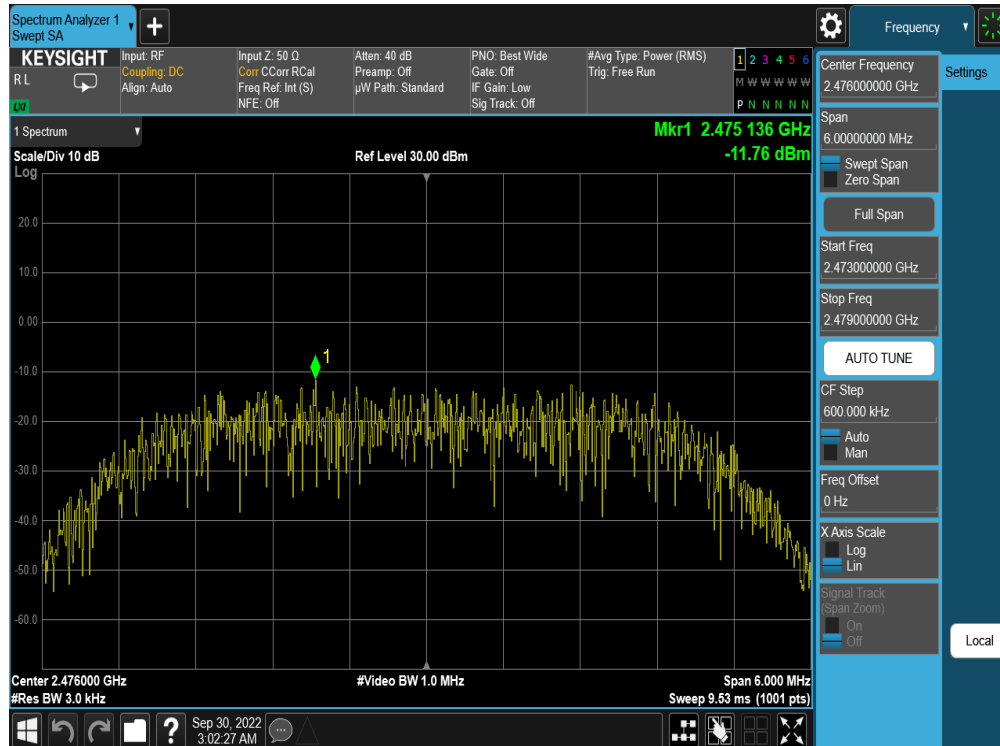 Spectrum Analyzer 1
Swept SA
+
Frequency
KEYSIGHT
R L
LXI
Input: RF
Coupling: DC
Align: Auto
Input Z: 50 Ω
Corr CCorr RCal
Freq Ref: Int (S)
NFE: Off
Atten: 40 dB
Preamp: Off
µW Path: Standard
PNO: Best Wide
Gate: Off
IF Gain: Low
Sig Track: Off
#Avg Type: Power (RMS)
Trig: Free Run
1 2 3 4 5 6
M W W W W W
P N N N N N
1 Spectrum
Scale/Div 10 dB
Log
Ref Level 30.00 dBm
Mkr1 2.475 136 GHz
-11.76 dBm
20.0
10.0
0.00
-10.0
-20.0
-30.0
-40.0
-50.0
-60.0
1
Center 2.476000 GHz
#Res BW 3.0 kHz
#Video BW 1.0 MHz
Span 6.000 MHz
Sweep 9.53 ms (1001 pts)
Center Frequency
2.476000000 GHz
Settings
Span
6.00000000 MHz
Swept Span
Zero Span
Full Span
Start Freq
2.473000000 GHz
Stop Freq
2.479000000 GHz
AUTO TUNE
CF Step
600.000 kHz
Auto
Man
Freq Offset
0 Hz
X Axis Scale
Log
Lin
Signal Track
(Span Zoom)
On
Off
Local
?
Sep 30, 2022
3:02:27 AM